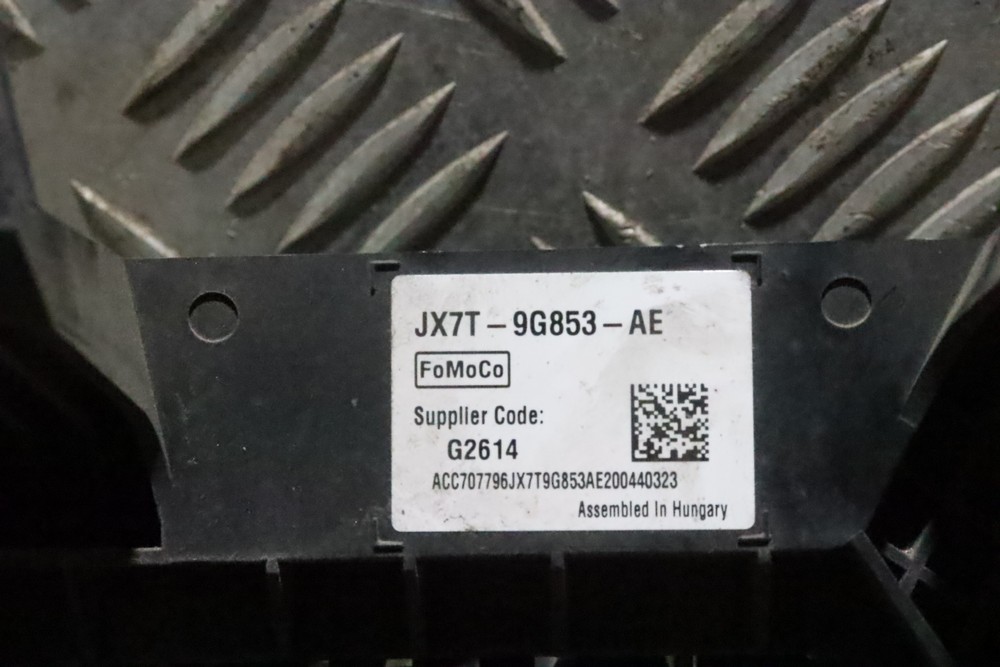 JX7T – 9G853 – AE
FoMoCo
Supplier Code:
G2614
ACC707796JX7T9G853AE200440323
Assembled In Hungary